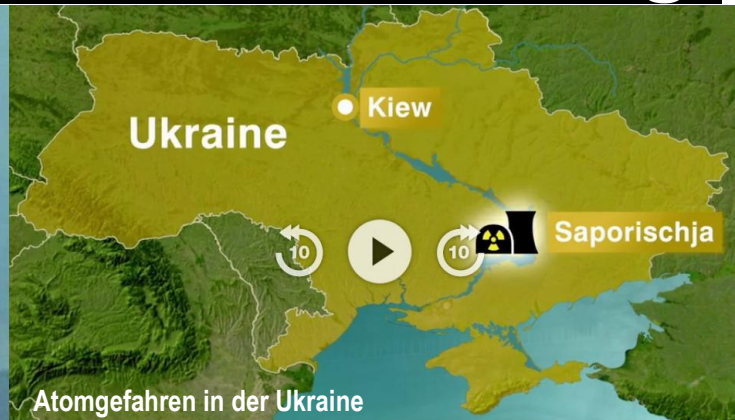 Kiew
Ukraine
Saporischja
10
10
Atomgefahren in der Ukraine